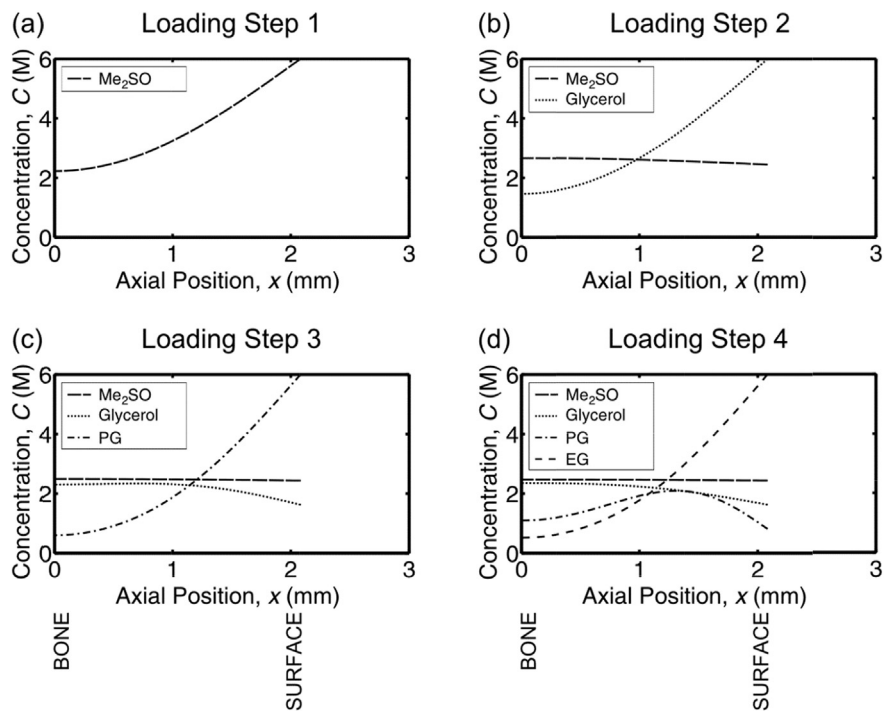 (a) Loading Step 1
Concentration, C (M)
6
4
2
0
Me₂SO
0 1 2 3
Axial Position, x (mm)
(b) Loading Step 2
Concentration, C (M)
6
4
2
0
Me₂SO
Glycerol
0 1 2 3
Axial Position, x (mm)
(c) Loading Step 3
Concentration, C (M)
6
4
2
0
Me₂SO
Glycerol
PG
0 1 2 3
Axial Position, x (mm)
BONE
SURFACE
(d) Loading Step 4
Concentration, C (M)
6
4
2
0
Me₂SO
Glycerol
PG
EG
0 1 2 3
Axial Position, x (mm)
BONE
SURFACE